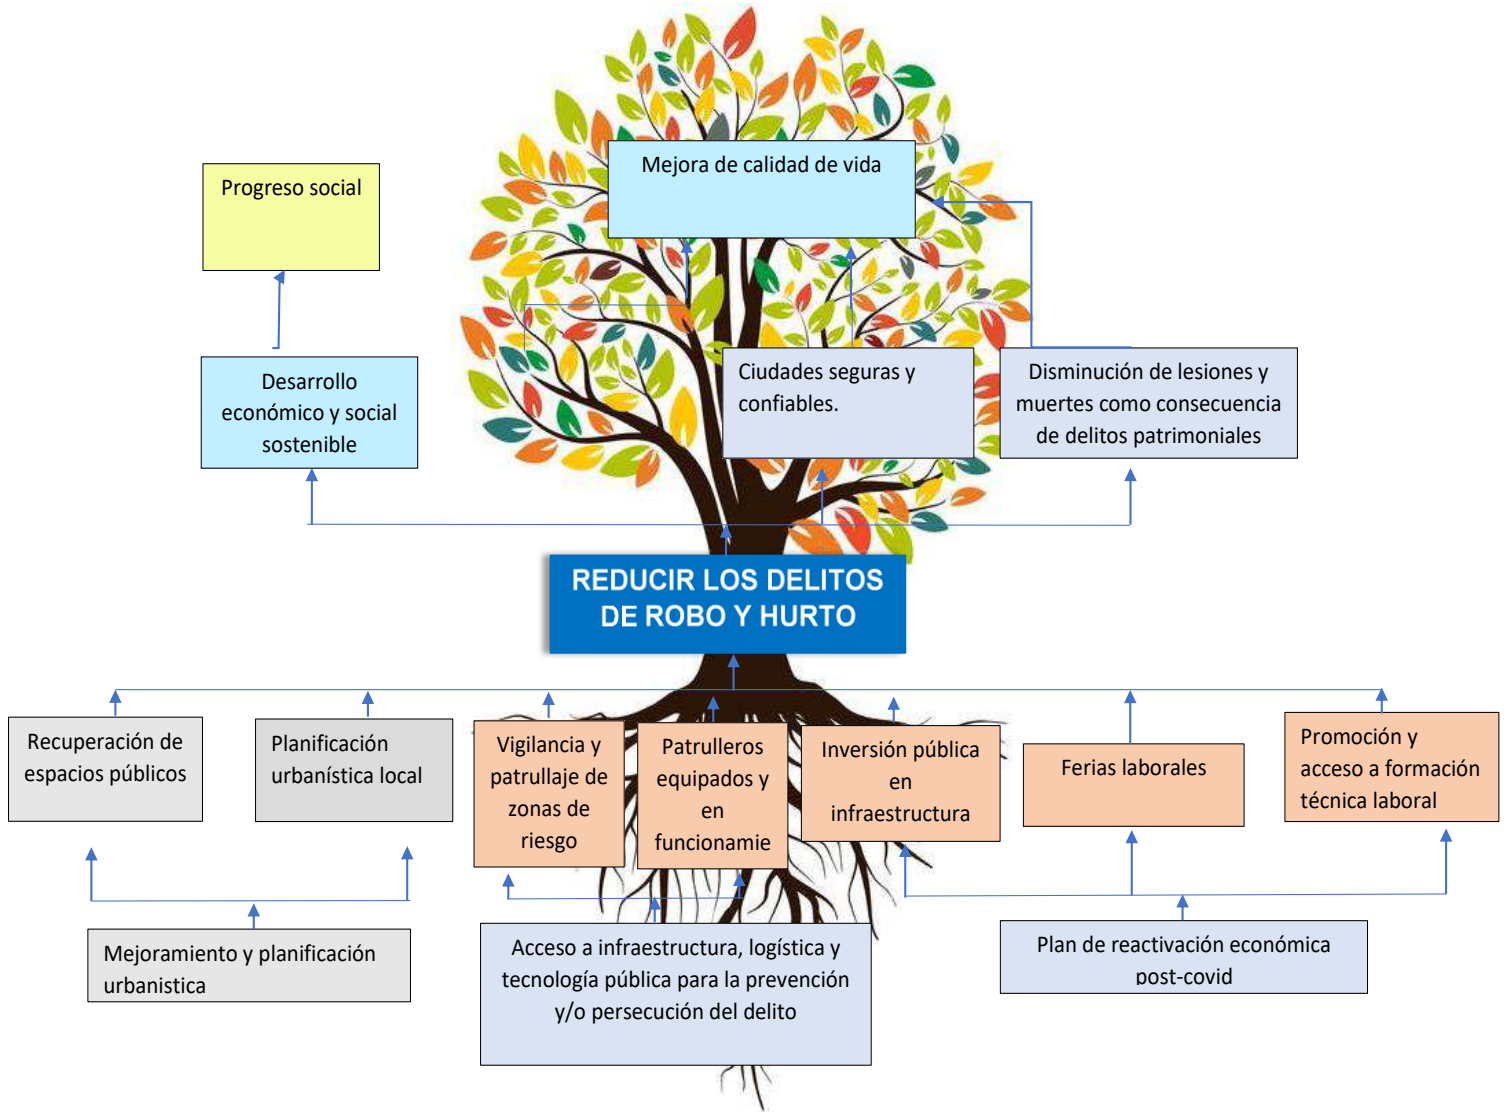 Mejora de calidad de vida
Progreso social
Desarrollo
económico y social
sostenible
Ciudades seguras y
confiables.
Disminución de lesiones y
muertes como consecuencia
de delitos patrimoniales
REDUCIR LOS DELITOS
DE ROBO Y HURTO
Recuperación de
espacios públicos
Planificación
urbanística local
Vigilancia y
patrullaje de
zonas de
riesgo
Patrulleros
equipados y
en
funcionamie
Inversión pública
en
infraestructura
Ferias laborales
Promoción y
acceso a formación
técnica laboral
Mejoramiento y planificación
urbanistica
Acceso a infraestructura, logística y
tecnología pública para la prevención
y/o persecución del delito
Plan de reactivación económica
post-covid